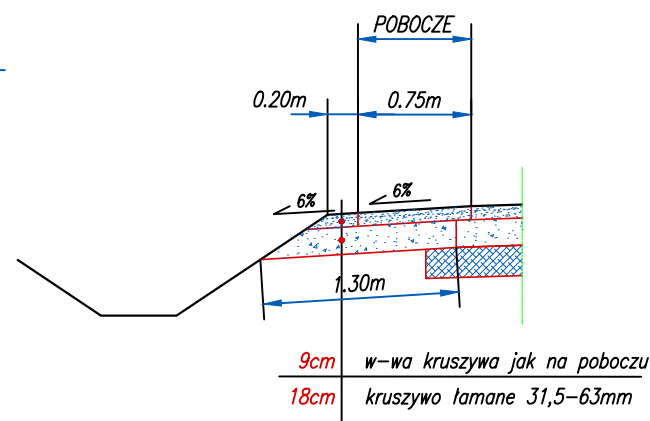 POBOCZE
0.20m 0.75m
6% 6%
1.30m
9cm w-wa kruszywa jak na poboczu
18cm kruszywo łamane 31,5-63mm